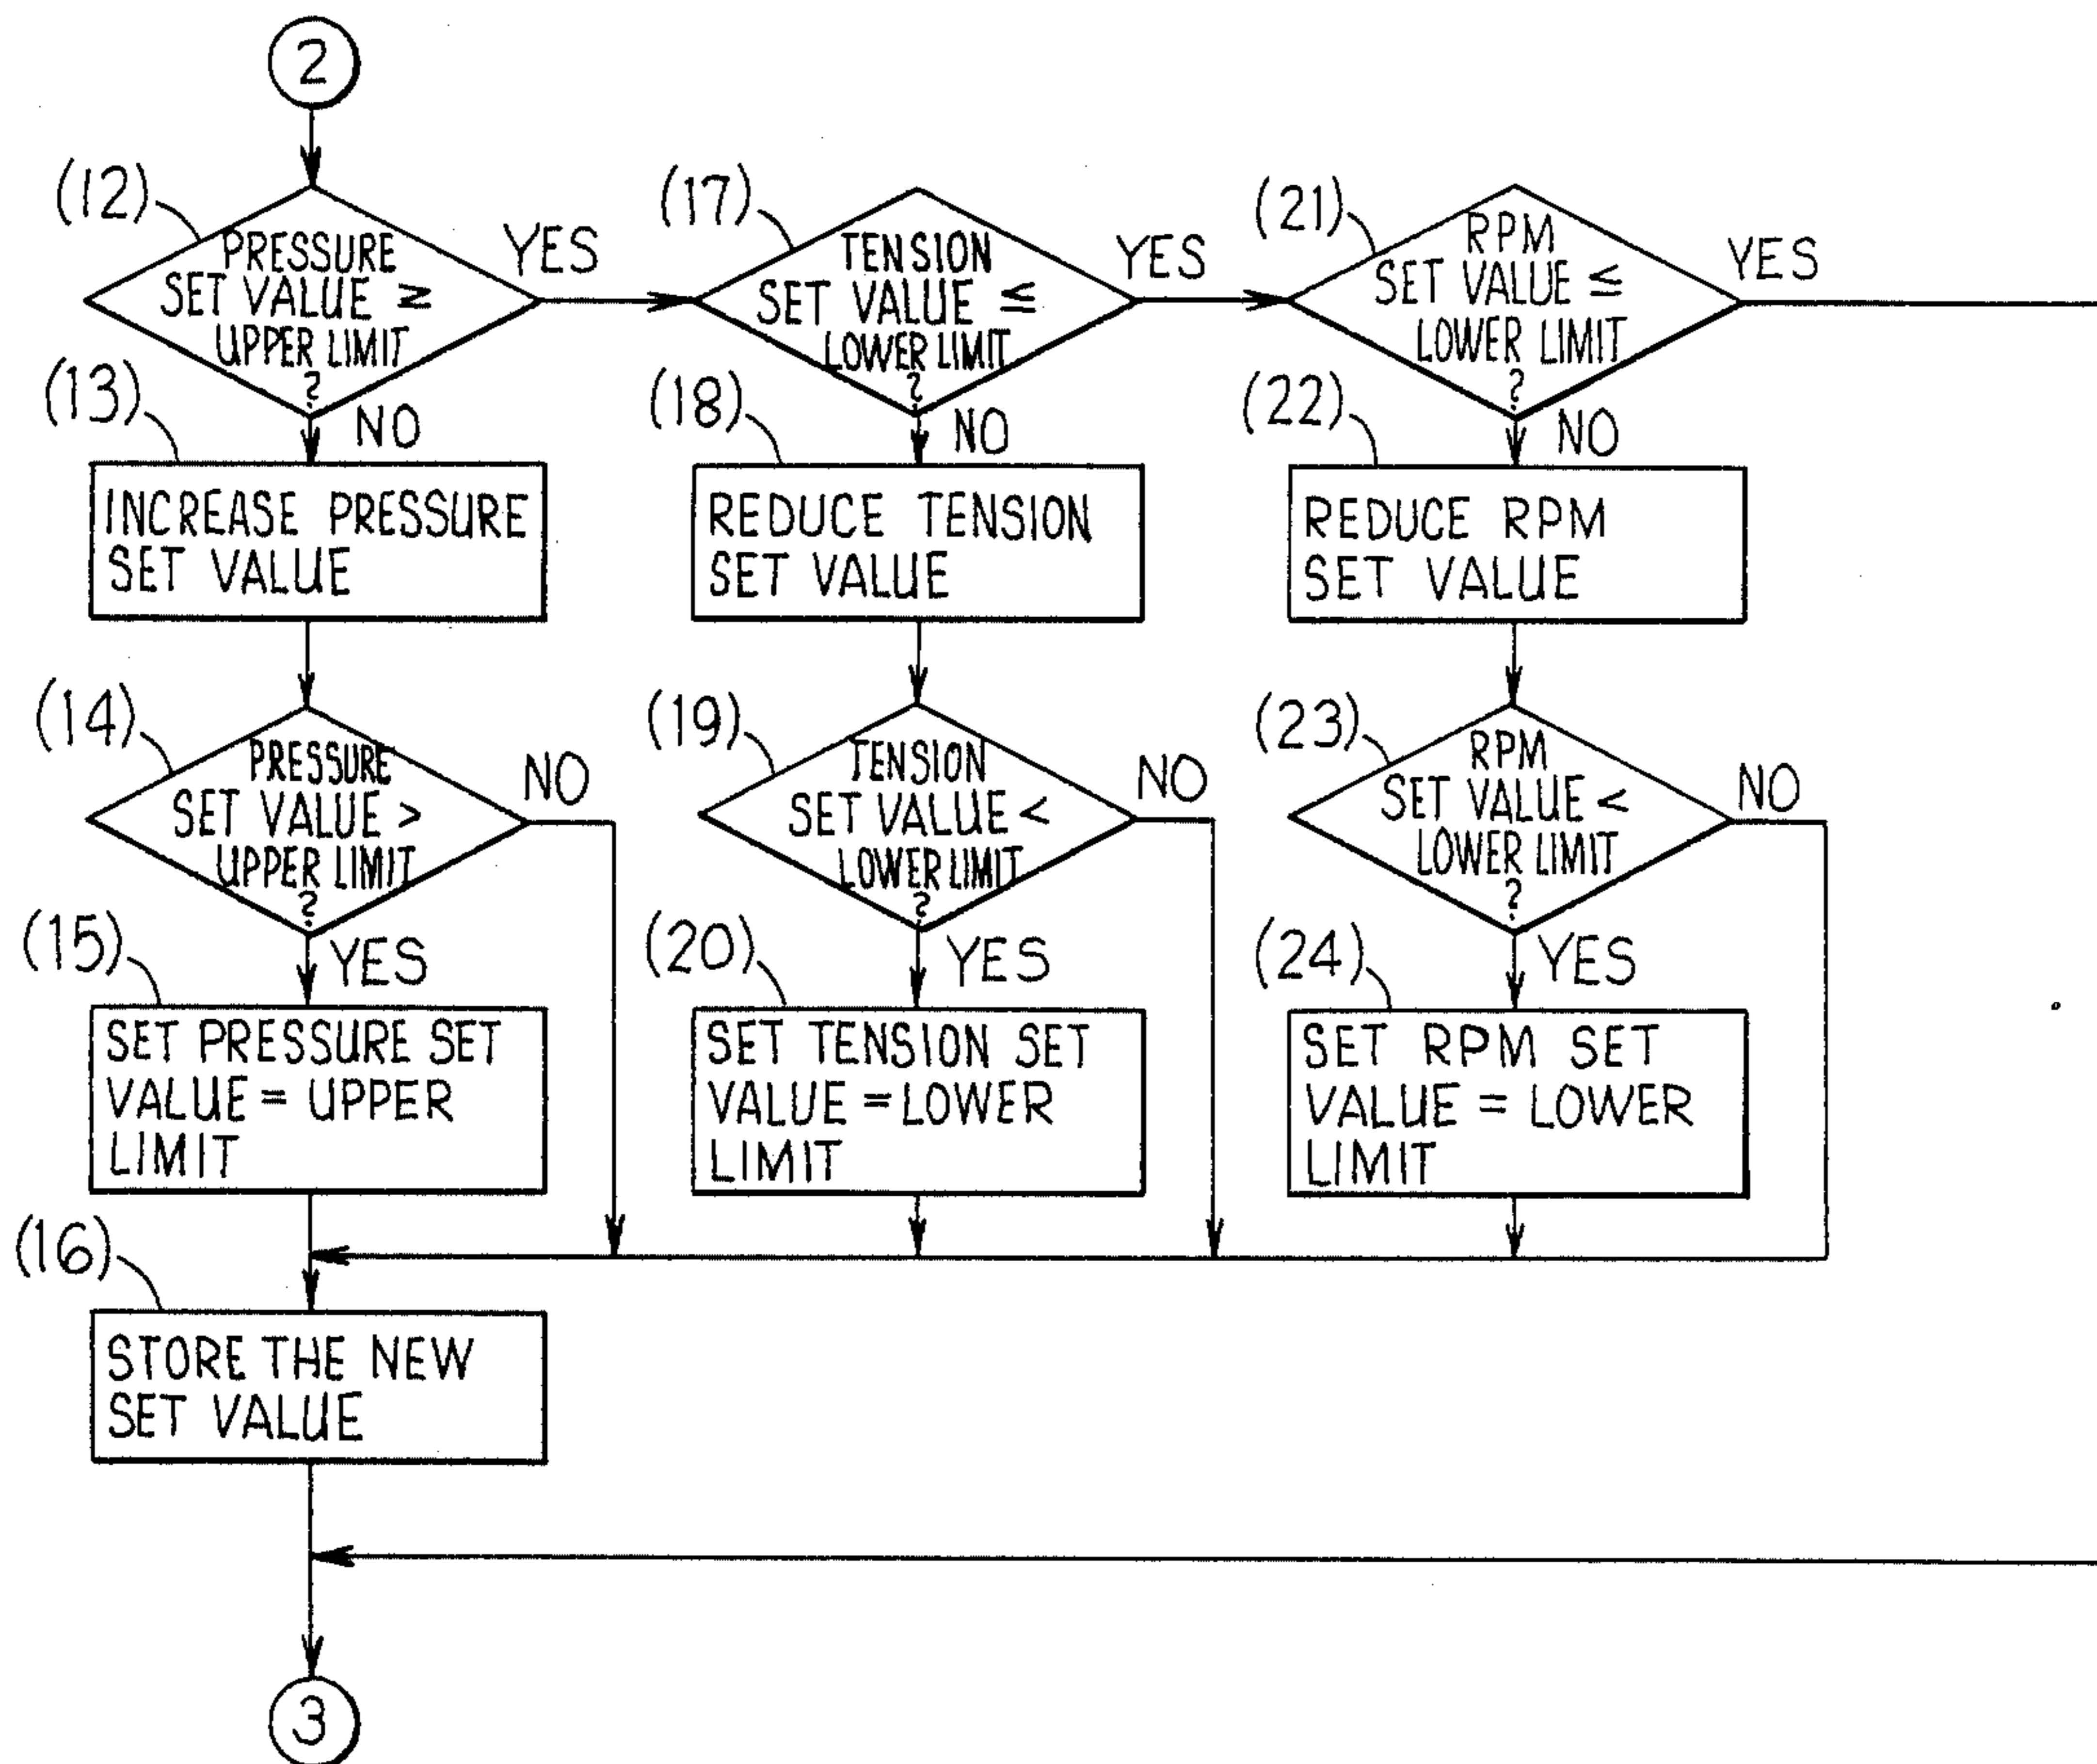 2
(12)
PRESSURE
SET VALUE ≥
UPPER LIMIT
?
YES
NO
(17)
TENSION
SET VALUE ≦
LOWER LIMIT
?
YES
NO
(21)
RPM
SET VALUE ≦
LOWER LIMIT
?
YES
NO
(13)
INCREASE PRESSURE
SET VALUE
(18)
REDUCE TENSION
SET VALUE
(22)
REDUCE RPM
SET VALUE
(14)
PRESSURE
SET VALUE >
UPPER LIMIT
?
NO
YES
(19)
TENSION
SET VALUE <
LOWER LIMIT
?
NO
YES
(23)
RPM
SET VALUE <
LOWER LIMIT
?
NO
YES
(15)
SET PRESSURE SET
VALUE = UPPER
LIMIT
(20)
SET TENSION SET
VALUE = LOWER
LIMIT
(24)
SET RPM SET
VALUE = LOWER
LIMIT
(16)
STORE THE NEW
SET VALUE
3